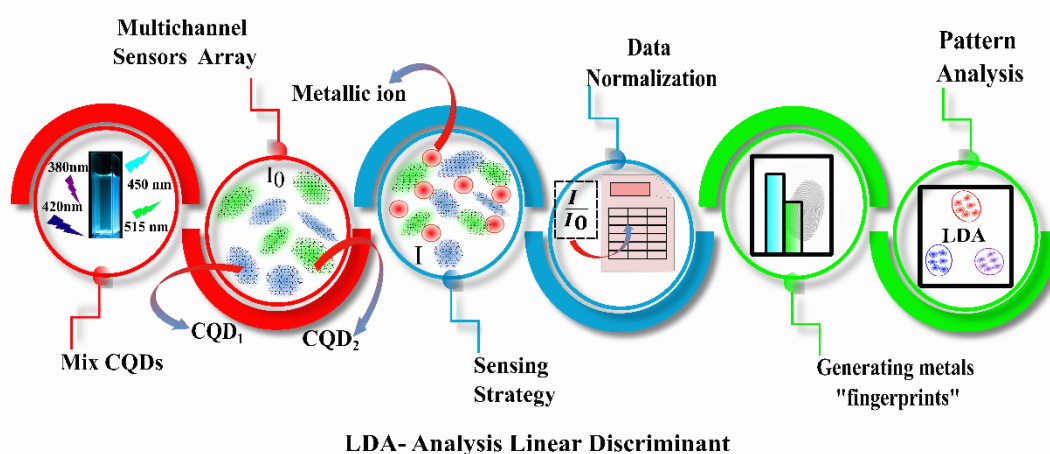 Multichannel
Sensors Array
Metallic ion
Data
Normalization
Pattern
Analysis
380nm
420nm
450 nm
515 nm
I0
I
I
I0
LDA
CQD1
CQD2
Mix CQDs
Sensing
Strategy
Generating metals
"fingerprints"
LDA- Analysis Linear Discriminant